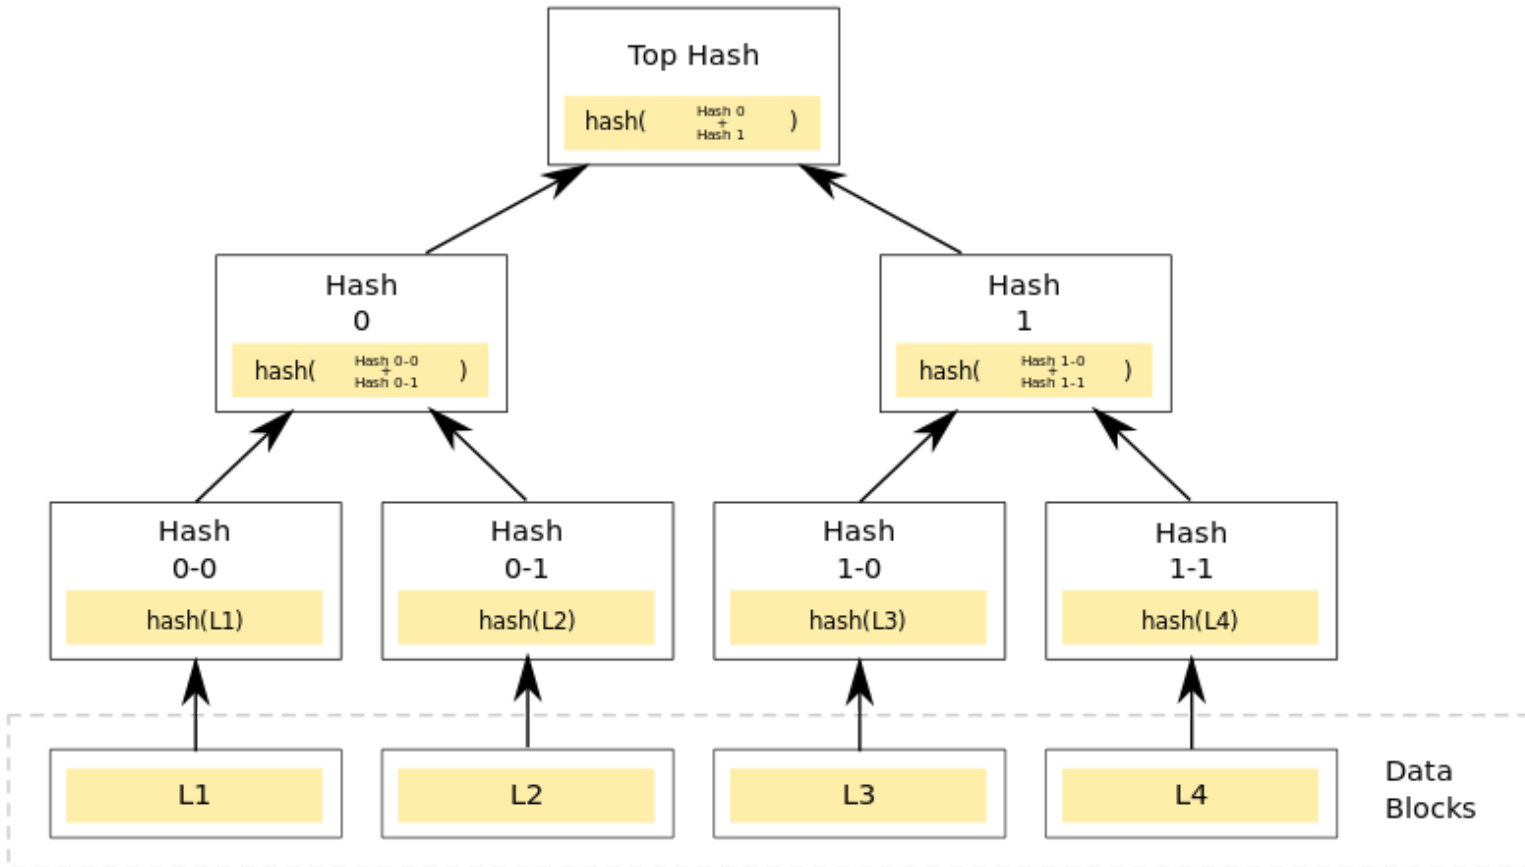 Top Hash
hash( Hash 0 + Hash 1 )
Hash
0
hash( Hash 0-0 + Hash 0-1 )
Hash
1
hash( Hash 1-0 + Hash 1-1 )
Hash
0-0
hash(L1)
Hash
0-1
hash(L2)
Hash
1-0
hash(L3)
Hash
1-1
hash(L4)
L1
L2
L3
L4
Data
Blocks